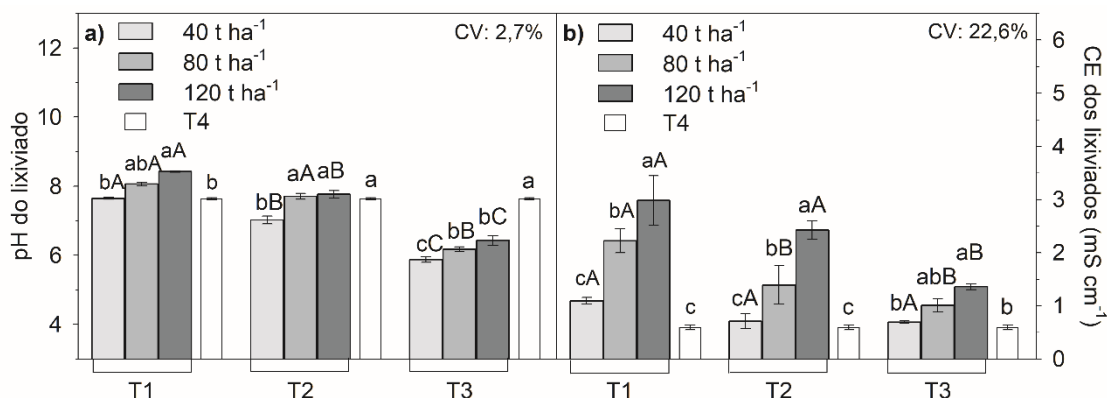 a)
40 t ha⁻¹
80 t ha⁻¹
120 t ha⁻¹
T4
CV: 2,7%
pH do lixiviado
12
10
8
6
4
bA
abA
aA
b
bB
aA
aB
a
cC
bB
bC
a
T1
T2
T3
b)
40 t ha⁻¹
80 t ha⁻¹
120 t ha⁻¹
T4
CV: 22,6%
cA
bA
aA
c
cA
bB
aA
c
bA
abB
aB
b
T1
T2
T3
6
5
4
3
2
1
0
CE dos lixiviados (mS cm⁻¹)